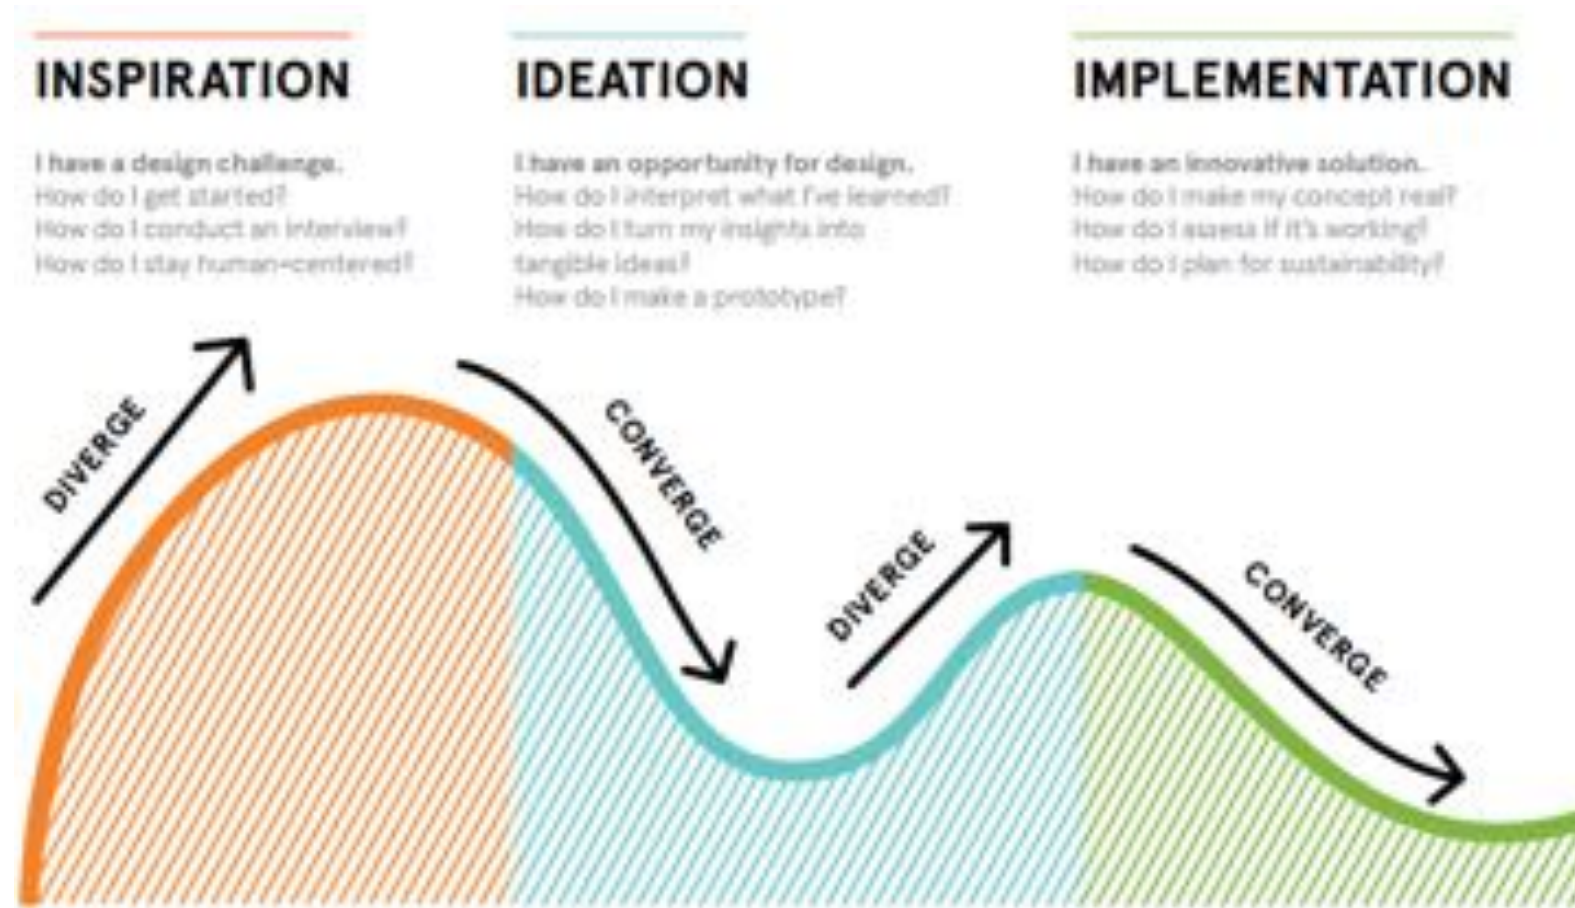 INSPIRATION
I have a design challenge.
How do I get started?
How do I conduct an interview?
How do I stay human-centered?
IDEATION
I have an opportunity for design.
How do I interpret what I've learned?
How do I turn my insights into
tangible ideas?
How do I make a prototype?
IMPLEMENTATION
I have an innovative solution.
How do I make my concept real?
How do I assess if it's working?
How do I plan for sustainability?
DIVERGE
CONVERGE
DIVERGE
CONVERGE